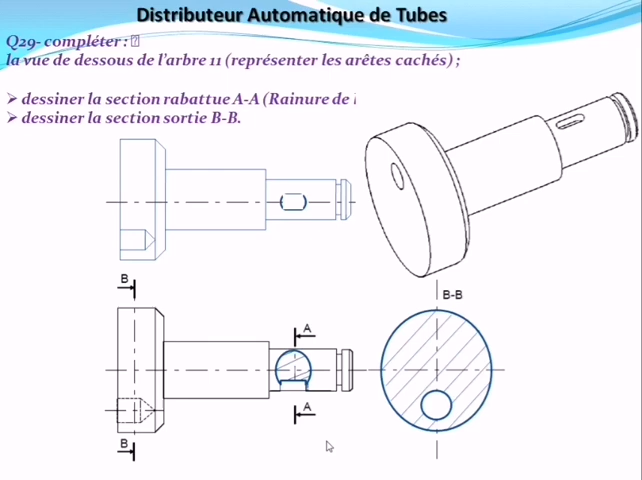 Distributeur Automatique de Tubes
Q29- compléter :
la vue de dessous de l'arbre 11 (représenter les arêtes cachés) ;
➢ dessiner la section rabattue A-A (Rainure de
➢ dessiner la section sortie B-B.
B
B-B
A
A
B